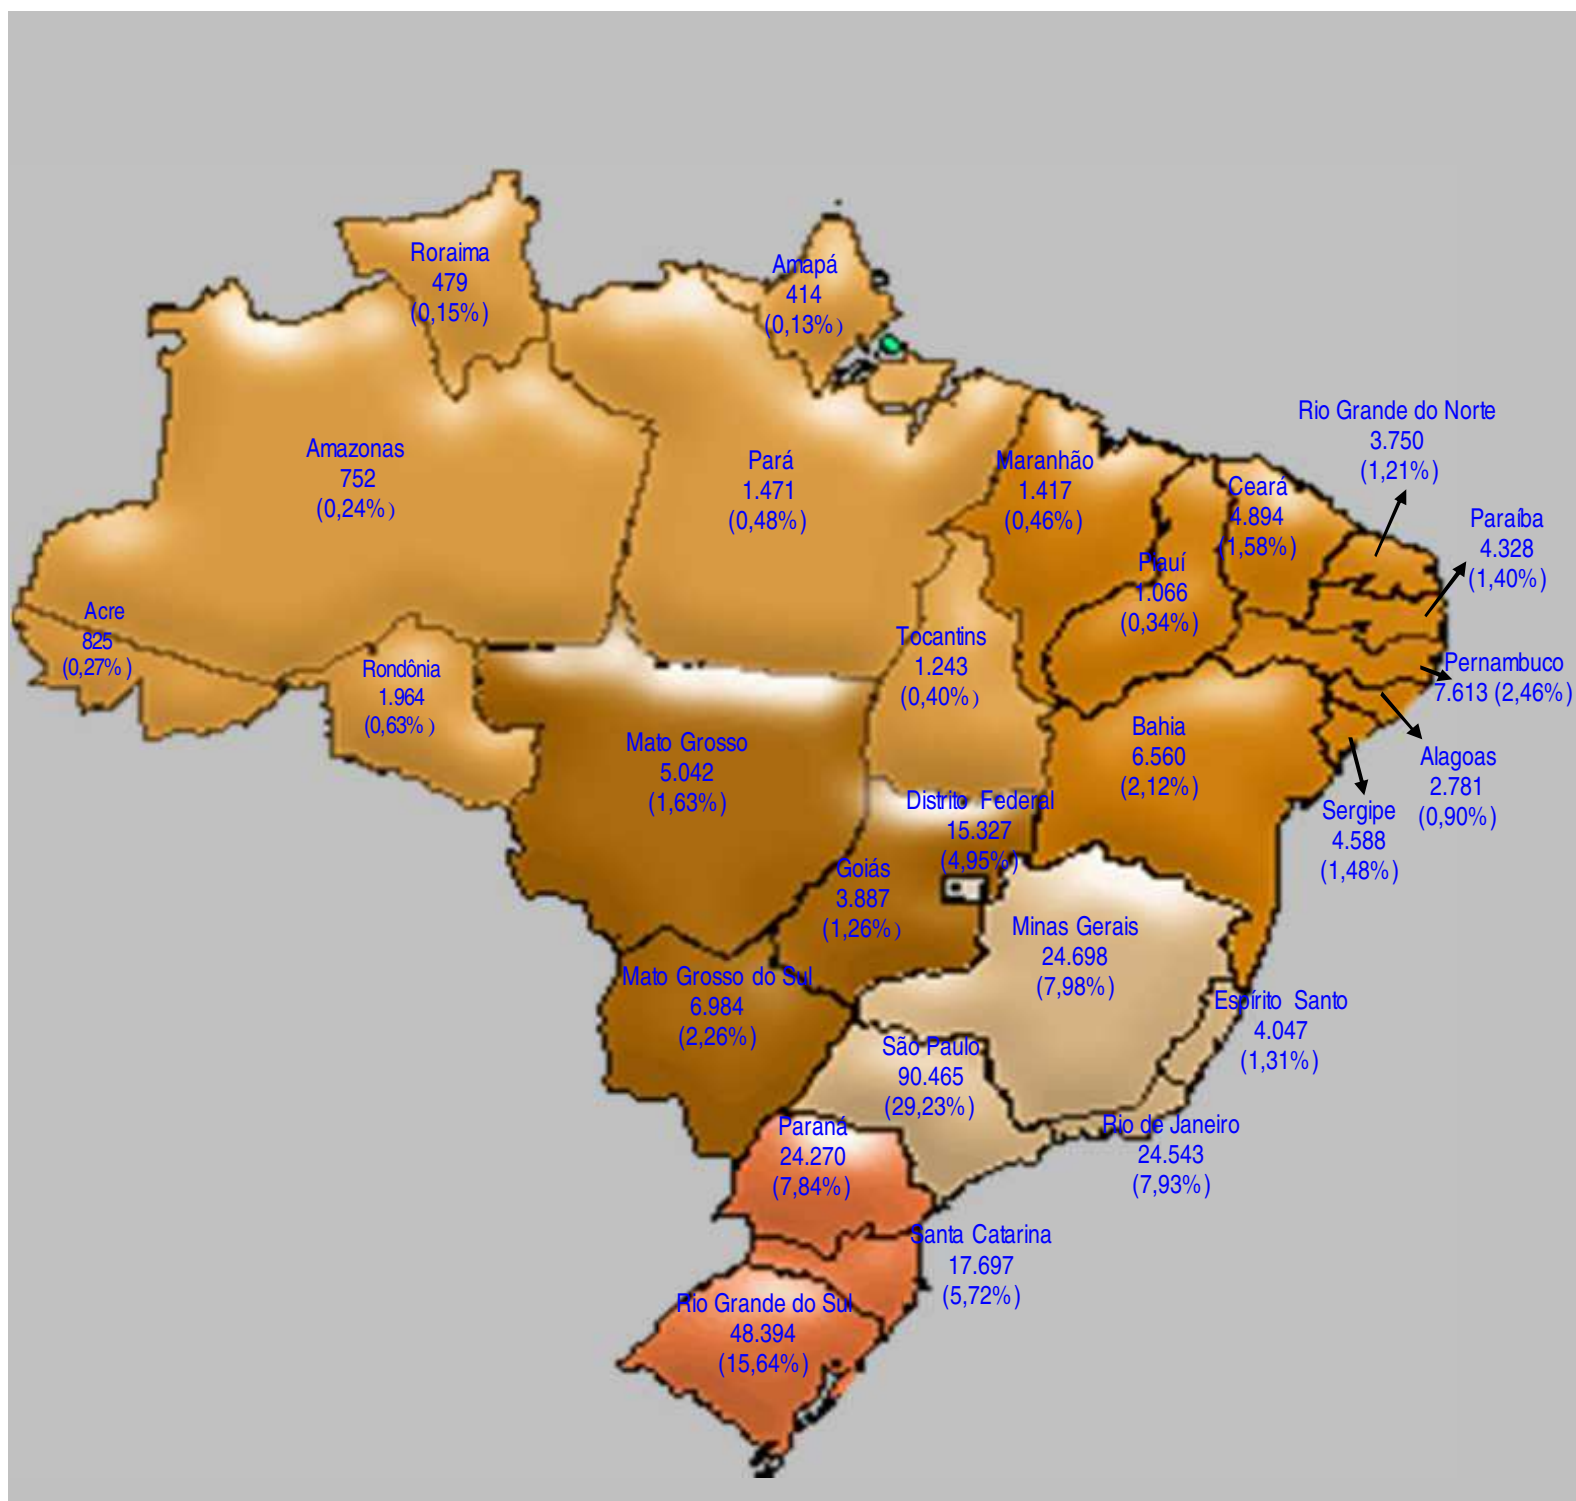 Roraima
479
(0,15%)
Amapá
414
(0,13%)
Amazonas
752
(0,24%)
Pará
1.471
(0,48%)
Maranhão
1.417
(0,46%)
Ceará
4.894
(1,58%)
Rio Grande do Norte
3.750
(1,21%)
Paraíba
4.328
(1,40%)
Piauí
1.066
(0,34%)
Acre
825
(0,27%)
Rondônia
1.964
(0,63%)
Tocantins
1.243
(0,40%)
Pernambuco
7.613 (2,46%)
Mato Grosso
5.042
(1,63%)
Bahia
6.560
(2,12%)
Alagoas
2.781
(0,90%)
Sergipe
4.588
(1,48%)
Distrito Federal
15.327
(4,95%)
Goiás
3.887
(1,26%)
Minas Gerais
24.698
(7,98%)
Mato Grosso do Sul
6.984
(2,26%)
Espírito Santo
4.047
(1,31%)
São Paulo
90.465
(29,23%)
Rio de Janeiro
24.543
(7,93%)
Paraná
24.270
(7,84%)
Santa Catarina
17.697
(5,72%)
Rio Grande do Sul
48.394
(15,64%)